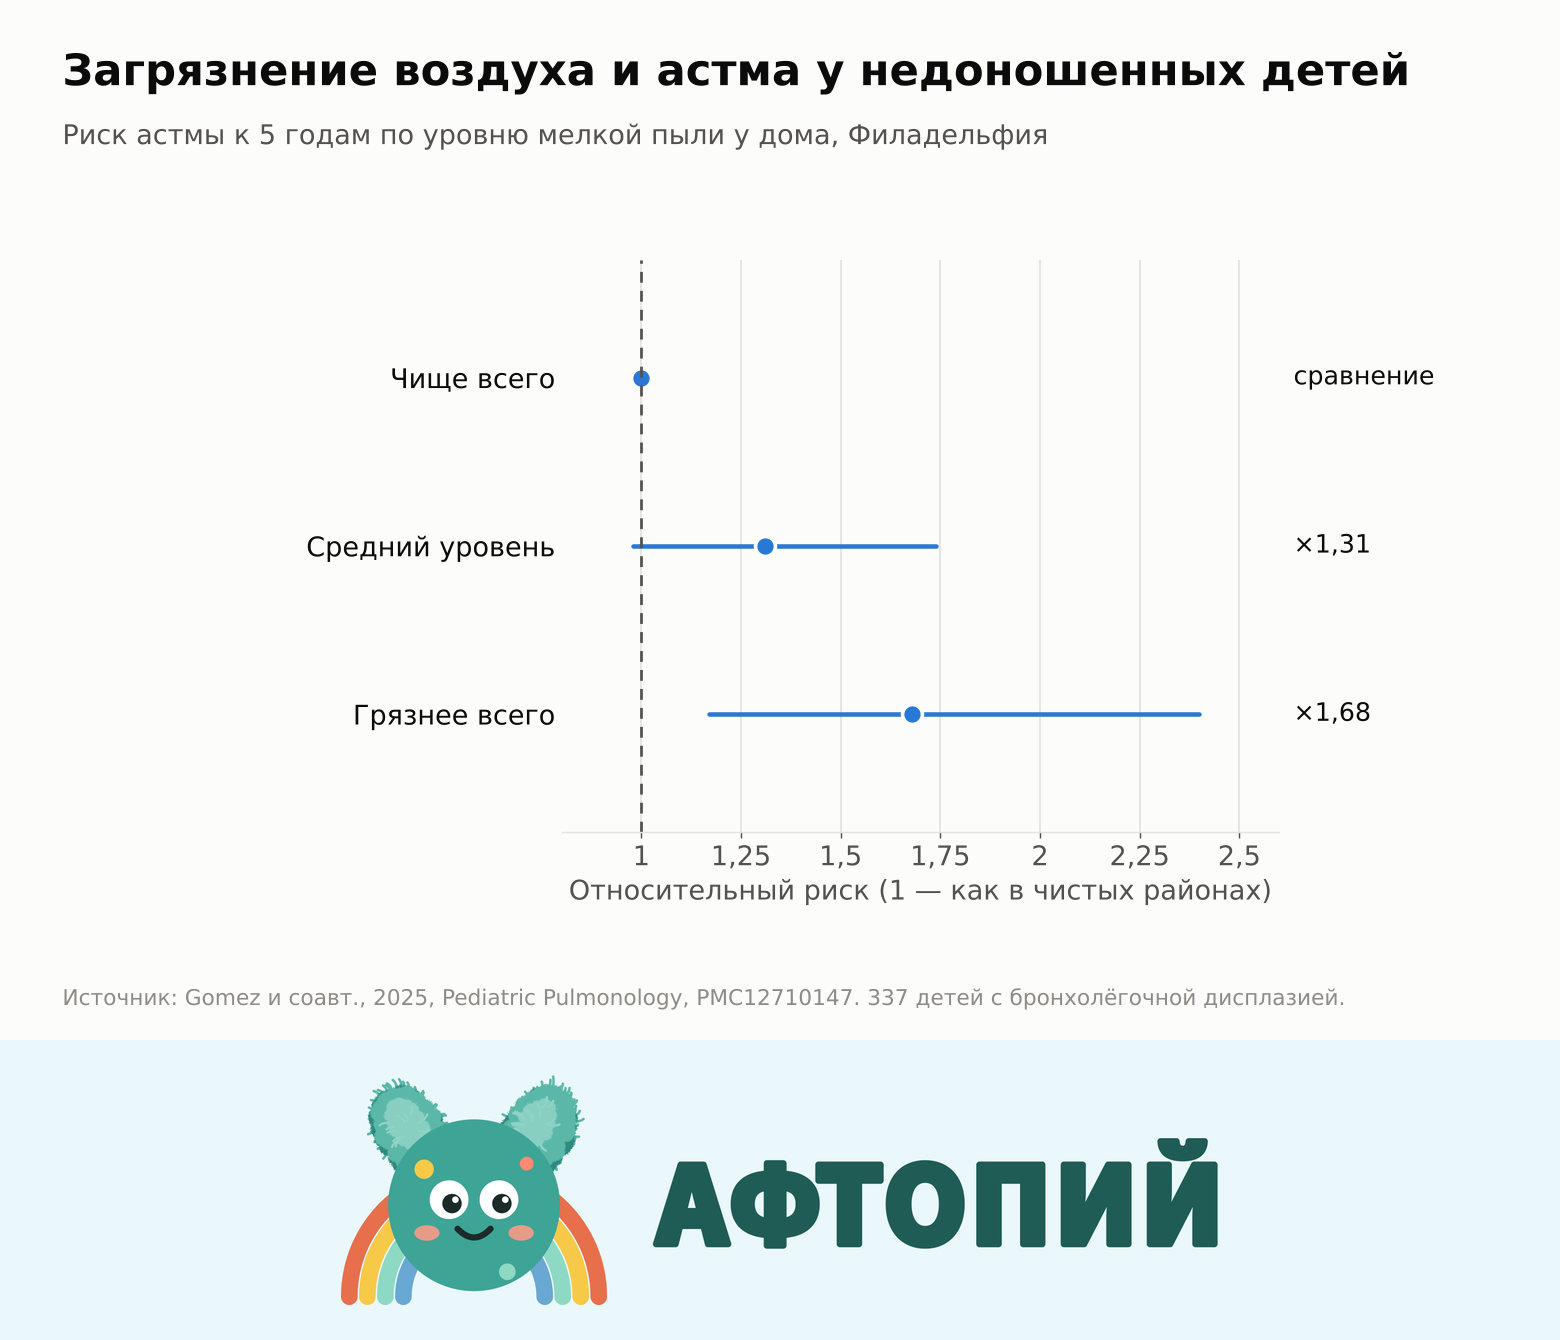 Загрязнение воздуха и астма у недоношенных детей
Риск астмы к 5 годам по уровню мелкой пыли у дома, Филадельфия
Чище всего
сравнение
Средний уровень
×1,31
Грязнее всего
×1,68
1 1,25 1,5 1,75 2 2,25 2,5
Относительный риск (1 — как в чистых районах)
Источник: Gomez и соавт., 2025, Pediatric Pulmonology, PMC12710147. 337 детей с бронхолёгочной дисплазией.
АФТОПИЙ